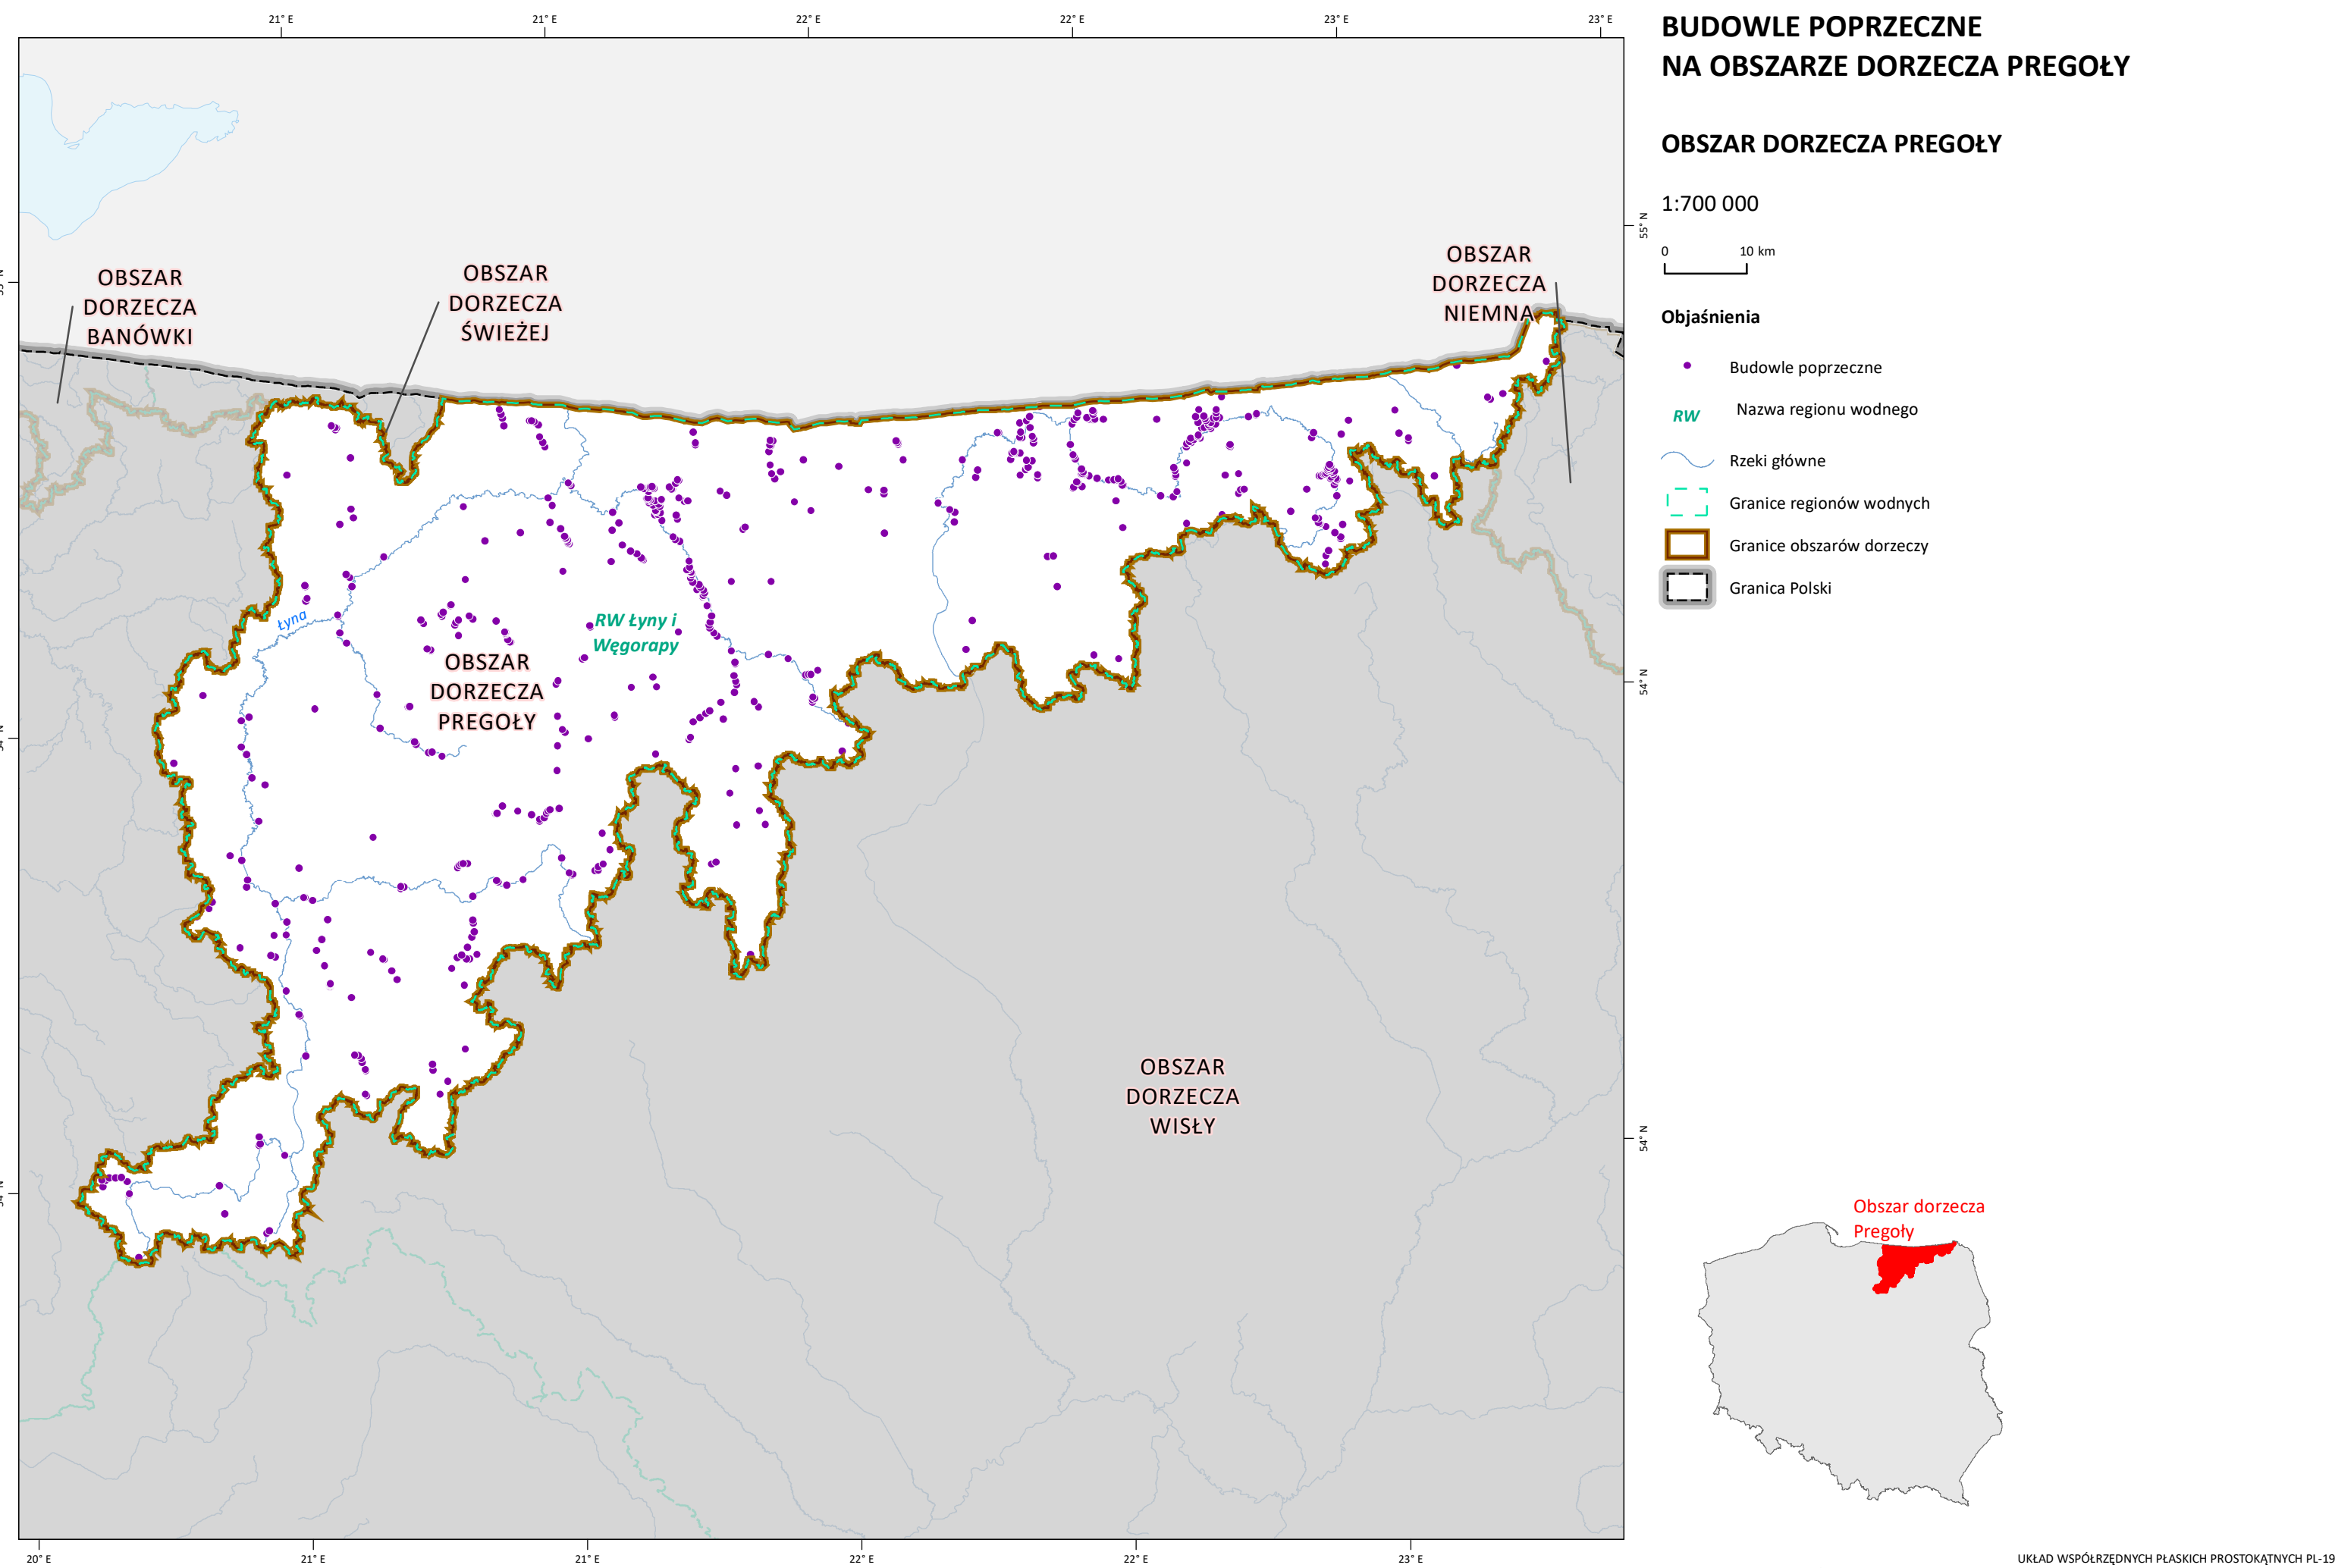 21° E
21° E
22° E
22° E
23° E
23° E
BUDOWLE POPRZECZNE
NA OBSZARZE DORZECZA PREGOŁY
OBSZAR DORZECZA PREGOŁY
1:700 000
0 10 km
Objaśnienia
Budowle poprzeczne
RW Nazwa regionu wodnego
Rzeki główne
Granice regionów wodnych
Granice obszarów dorzeczy
Granica Polski
OBSZAR
DORZECZA
BANÓWKI
OBSZAR
DORZECZA
ŚWIEŻEJ
OBSZAR
DORZECZA
NIEMNA
55° N
54° N
54° N
Łyna
RW Łyny i
Węgorapy
OBSZAR
DORZECZA
PREGOŁY
OBSZAR
DORZECZA
WISŁY
Obszar dorzecza
Pregoły
20° E
21° E
21° E
22° E
22° E
23° E
UKŁAD WSPÓŁRZĘDNYCH PŁASKICH PROSTOKĄTNYCH PL-19